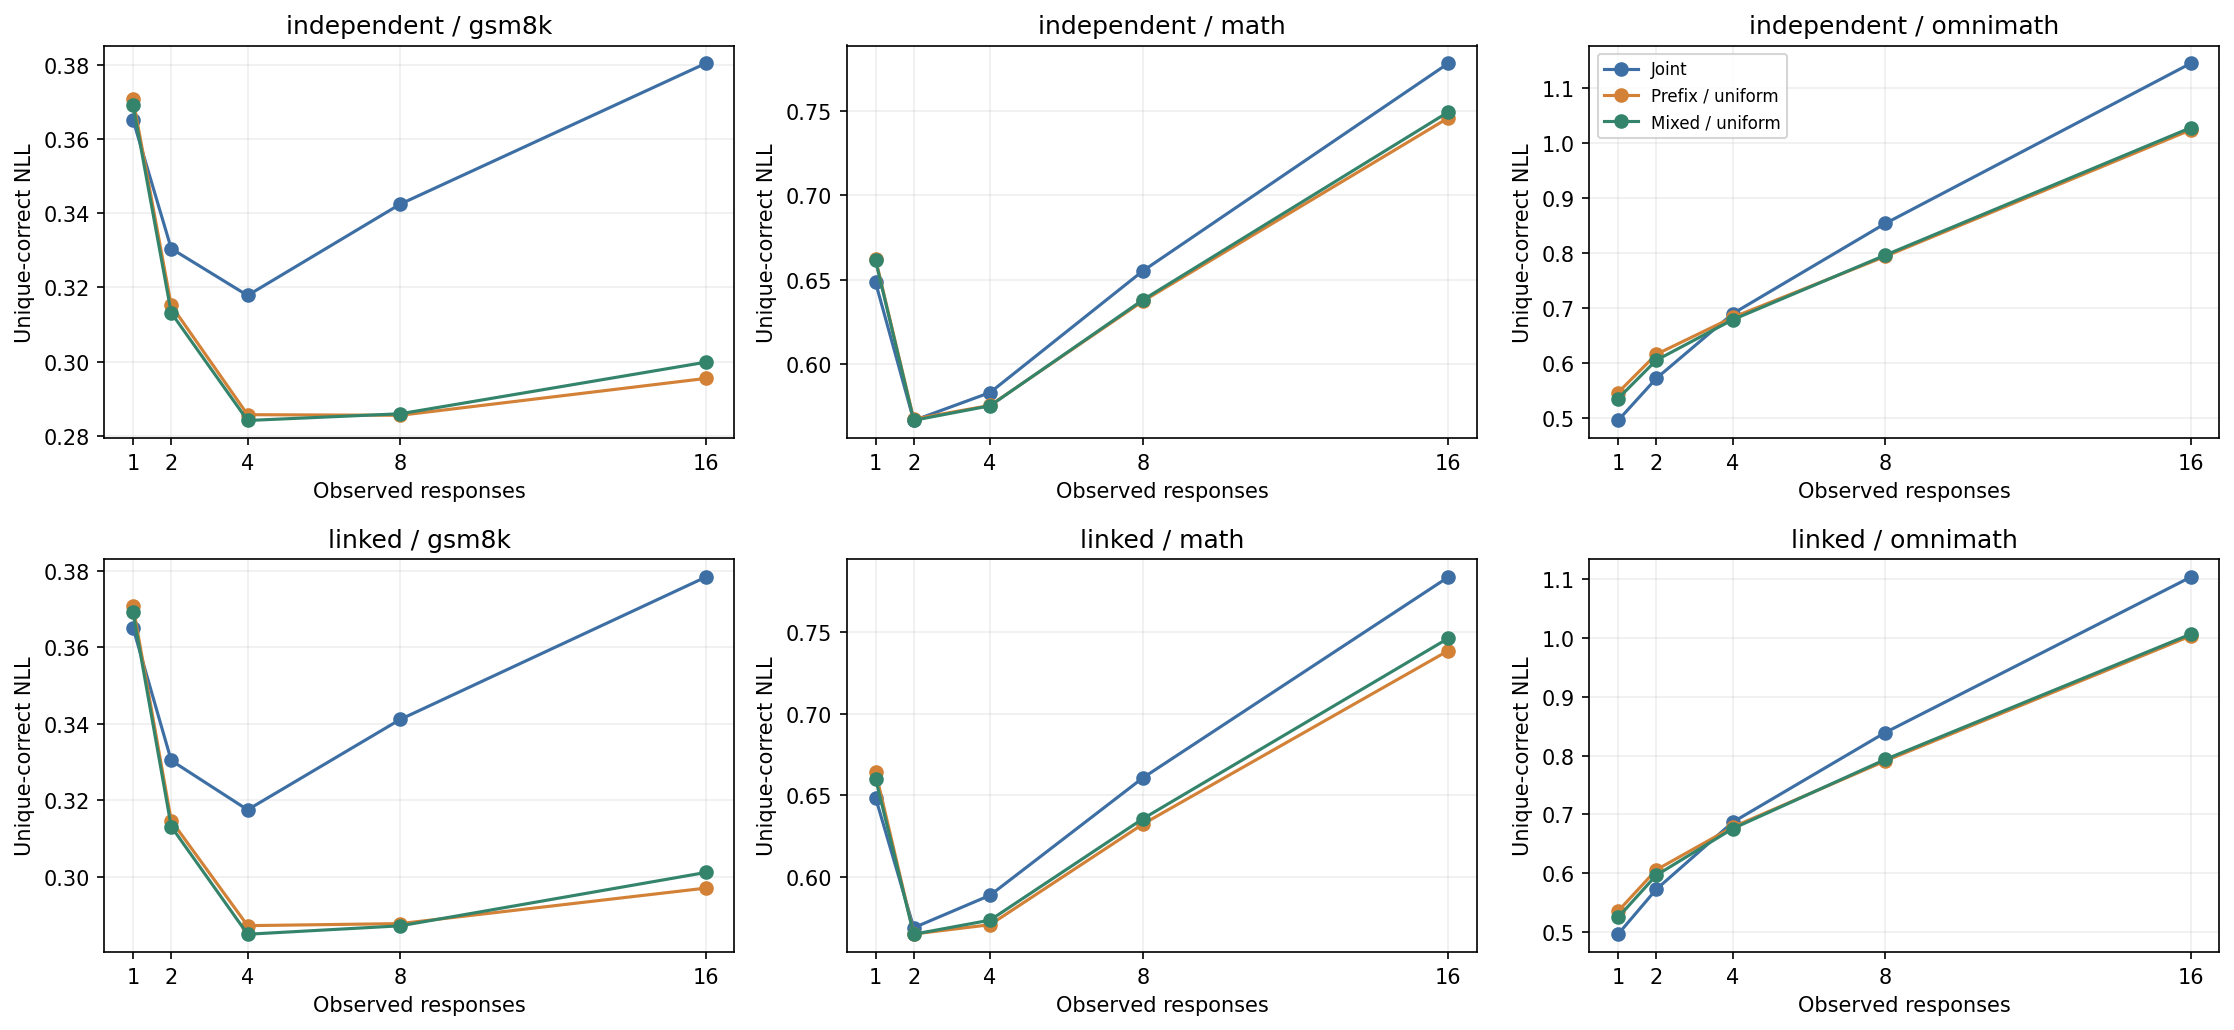 independent / gsm8k
Unique-correct NLL
0.38
0.36
0.34
0.32
0.30
0.28
1 2 4 8 16
Observed responses
independent / math
Unique-correct NLL
0.75
0.70
0.65
0.60
1 2 4 8 16
Observed responses
independent / omnimath
Joint
Prefix / uniform
Mixed / uniform
Unique-correct NLL
1.1
1.0
0.9
0.8
0.7
0.6
0.5
1 2 4 8 16
Observed responses
linked / gsm8k
Unique-correct NLL
0.38
0.36
0.34
0.32
0.30
1 2 4 8 16
Observed responses
linked / math
Unique-correct NLL
0.75
0.70
0.65
0.60
1 2 4 8 16
Observed responses
linked / omnimath
Unique-correct NLL
1.1
1.0
0.9
0.8
0.7
0.6
0.5
1 2 4 8 16
Observed responses